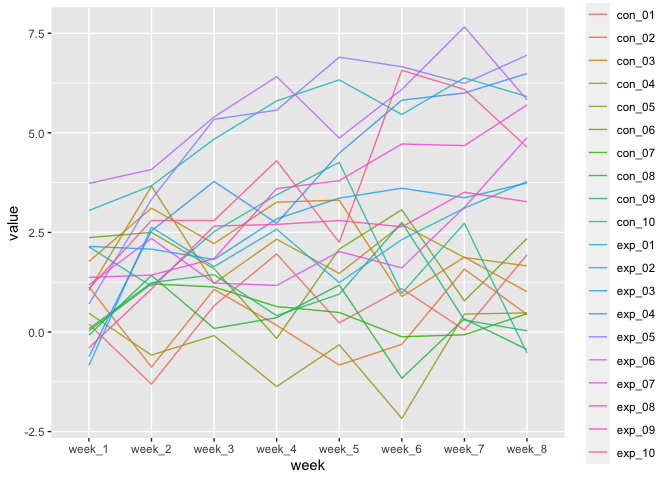 7.5
5.0
2.5
0.0
-2.5
value
week_1 week_2 week_3 week_4 week_5 week_6 week_7 week_8
week
con_01
con_02
con_03
con_04
con_05
con_06
con_07
con_08
con_09
con_10
exp_01
exp_02
exp_03
exp_04
exp_05
exp_06
exp_07
exp_08
exp_09
exp_10